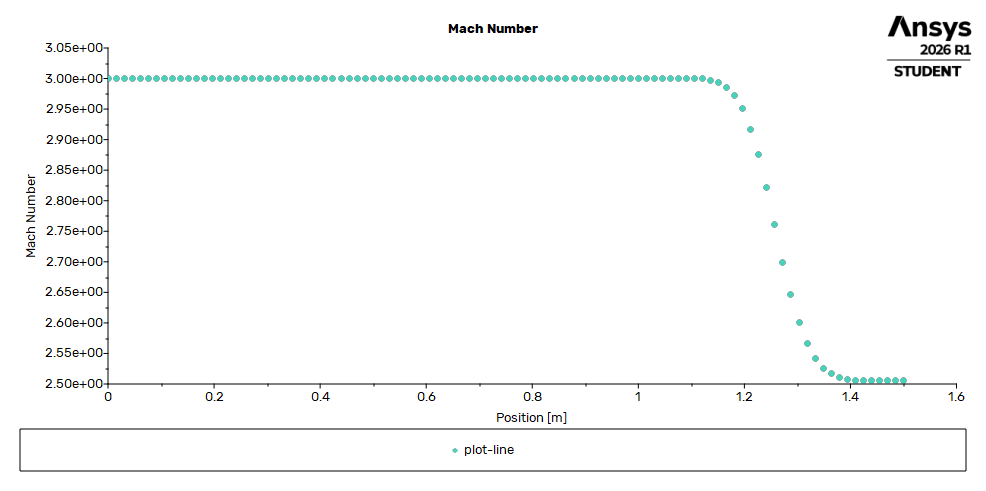 Mach Number
Ansys
2026 R1
STUDENT
3.05e+00
3.00e+00
2.95e+00
2.90e+00
2.85e+00
2.80e+00
2.75e+00
2.70e+00
2.65e+00
2.60e+00
2.55e+00
2.50e+00
Mach Number
0 0.2 0.4 0.6 0.8 1 1.2 1.4 1.6
Position [m]
plot-line